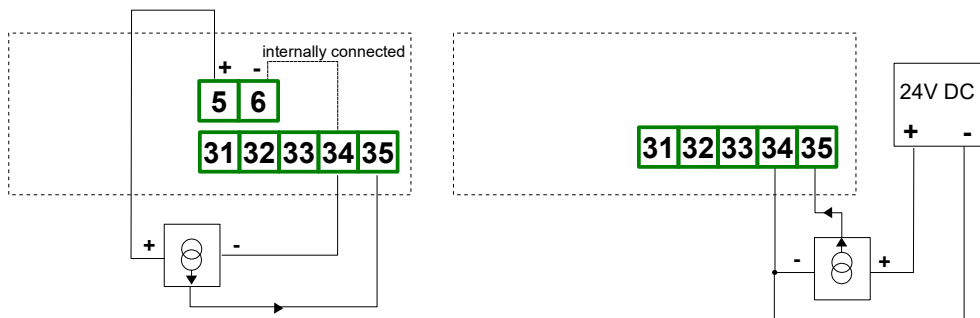 internally connected
+ -
5 6
31 32 33 34 35
+ -
31 32 33 34 35
24V DC
+ -
- +